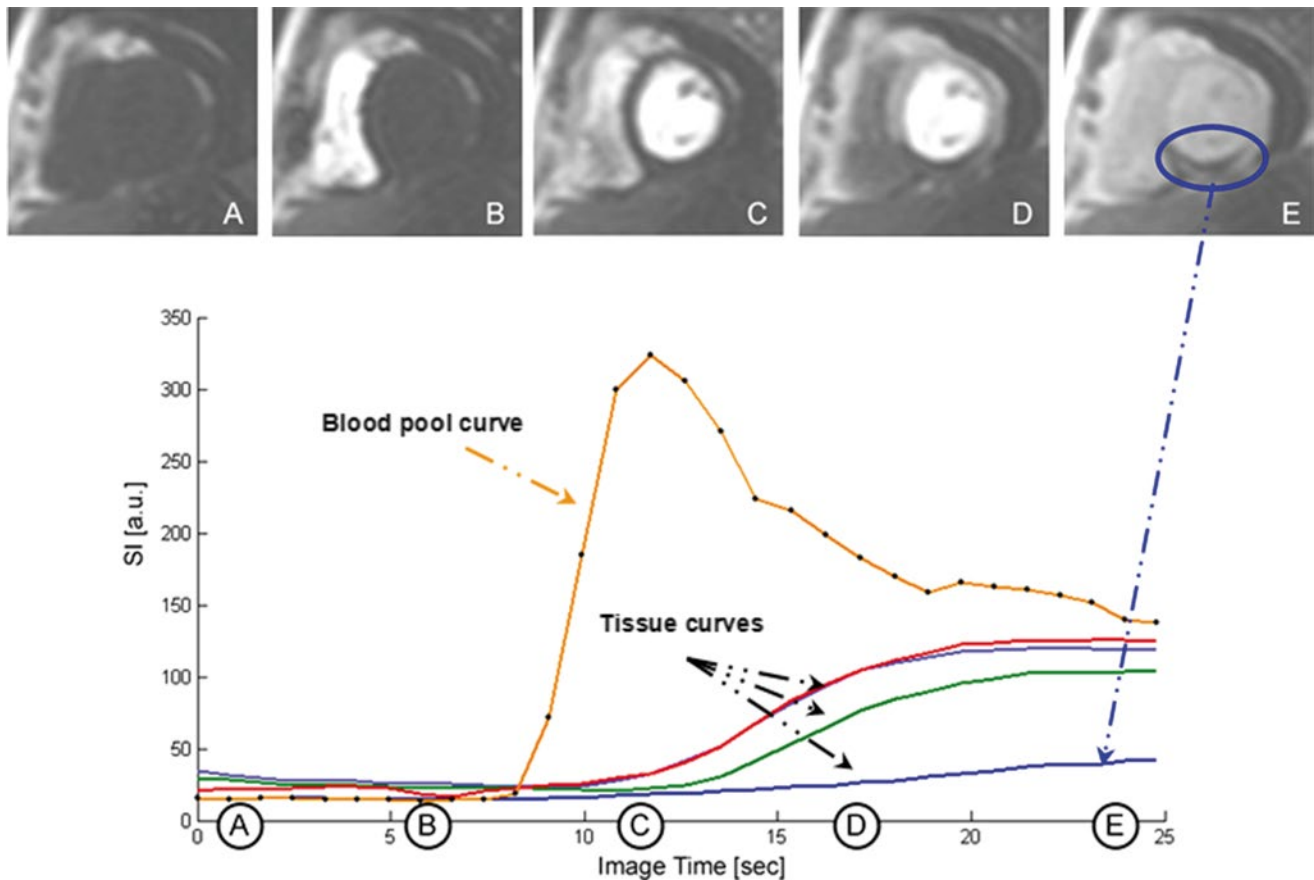 A
B
C
D
E
350
300
250
200
150
100
50
0
SI [a.u.]
Blood pool curve
Tissue curves
A
B
C
D
E
0
5
10
15
20
25
Image Time [sec]